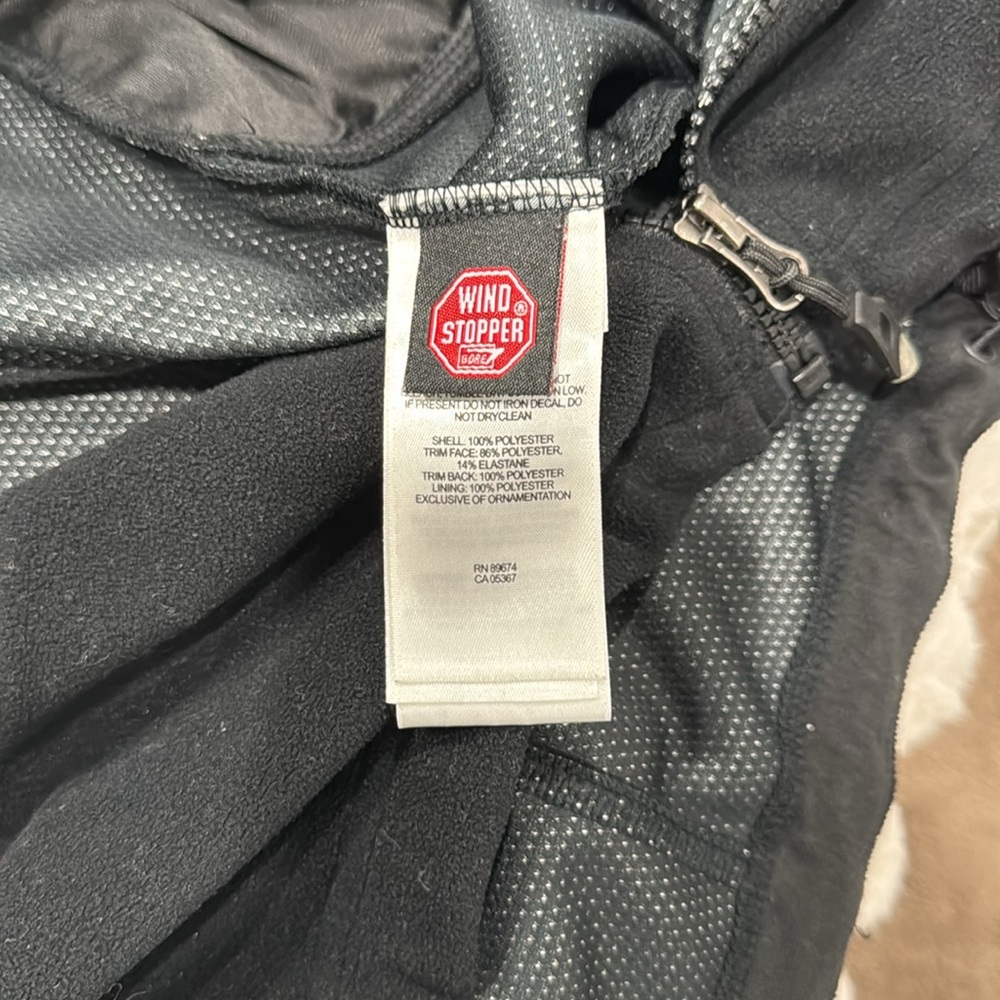 WIND
STOPPER®
GORE
LOW.
IF PRESENT DO NOT IRON DECAL, DO
NOT DRYCLEAN
SHELL: 100% POLYESTER
TRIM FACE: 86% POLYESTER,
14% ELASTANE
TRIM BACK: 100% POLYESTER
LINING: 100% POLYESTER
EXCLUSIVE OF ORNAMENTATION
RN 89674
CA 05367